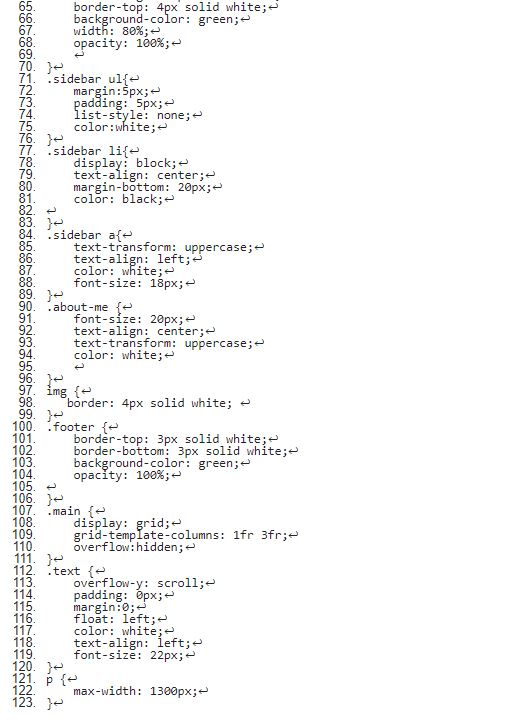 65. border-top: 4px solid white;↵
66. background-color: green;↵
67. width: 80%;↵
68. opacity: 100%;↵
69. ↵
70. }↵
71. .sidebar ul{↵
72. margin:5px;↵
73. padding: 5px;↵
74. list-style: none;↵
75. color:white;↵
76. }↵
77. .sidebar li{↵
78. display: block;↵
79. text-align: center;↵
80. margin-bottom: 20px;↵
81. color: black;↵
82. ↵
83. }↵
84. .sidebar a{↵
85. text-transform: uppercase;↵
86. text-align: left;↵
87. color: white;↵
88. font-size: 18px;↵
89. }↵
90. .about-me {↵
91. font-size: 20px;↵
92. text-align: center;↵
93. text-transform: uppercase;↵
94. color: white;↵
95. ↵
96. }↵
97. img {↵
98. border: 4px solid white; ↵
99. }↵
100. .footer {↵
101. border-top: 3px solid white;↵
102. border-bottom: 3px solid white;↵
103. background-color: green;↵
104. opacity: 100%;↵
105. ↵
106. }↵
107. .main {↵
108. display: grid;↵
109. grid-template-columns: 1fr 3fr;↵
110. overflow:hidden;↵
111. }↵
112. .text {↵
113. overflow-y: scroll;↵
114. padding: 0px;↵
115. margin:0;↵
116. float: left;↵
117. color: white;↵
118. text-align: left;↵
119. font-size: 22px;↵
120. }↵
121. p {↵
122. max-width: 1300px;↵
123. }↵